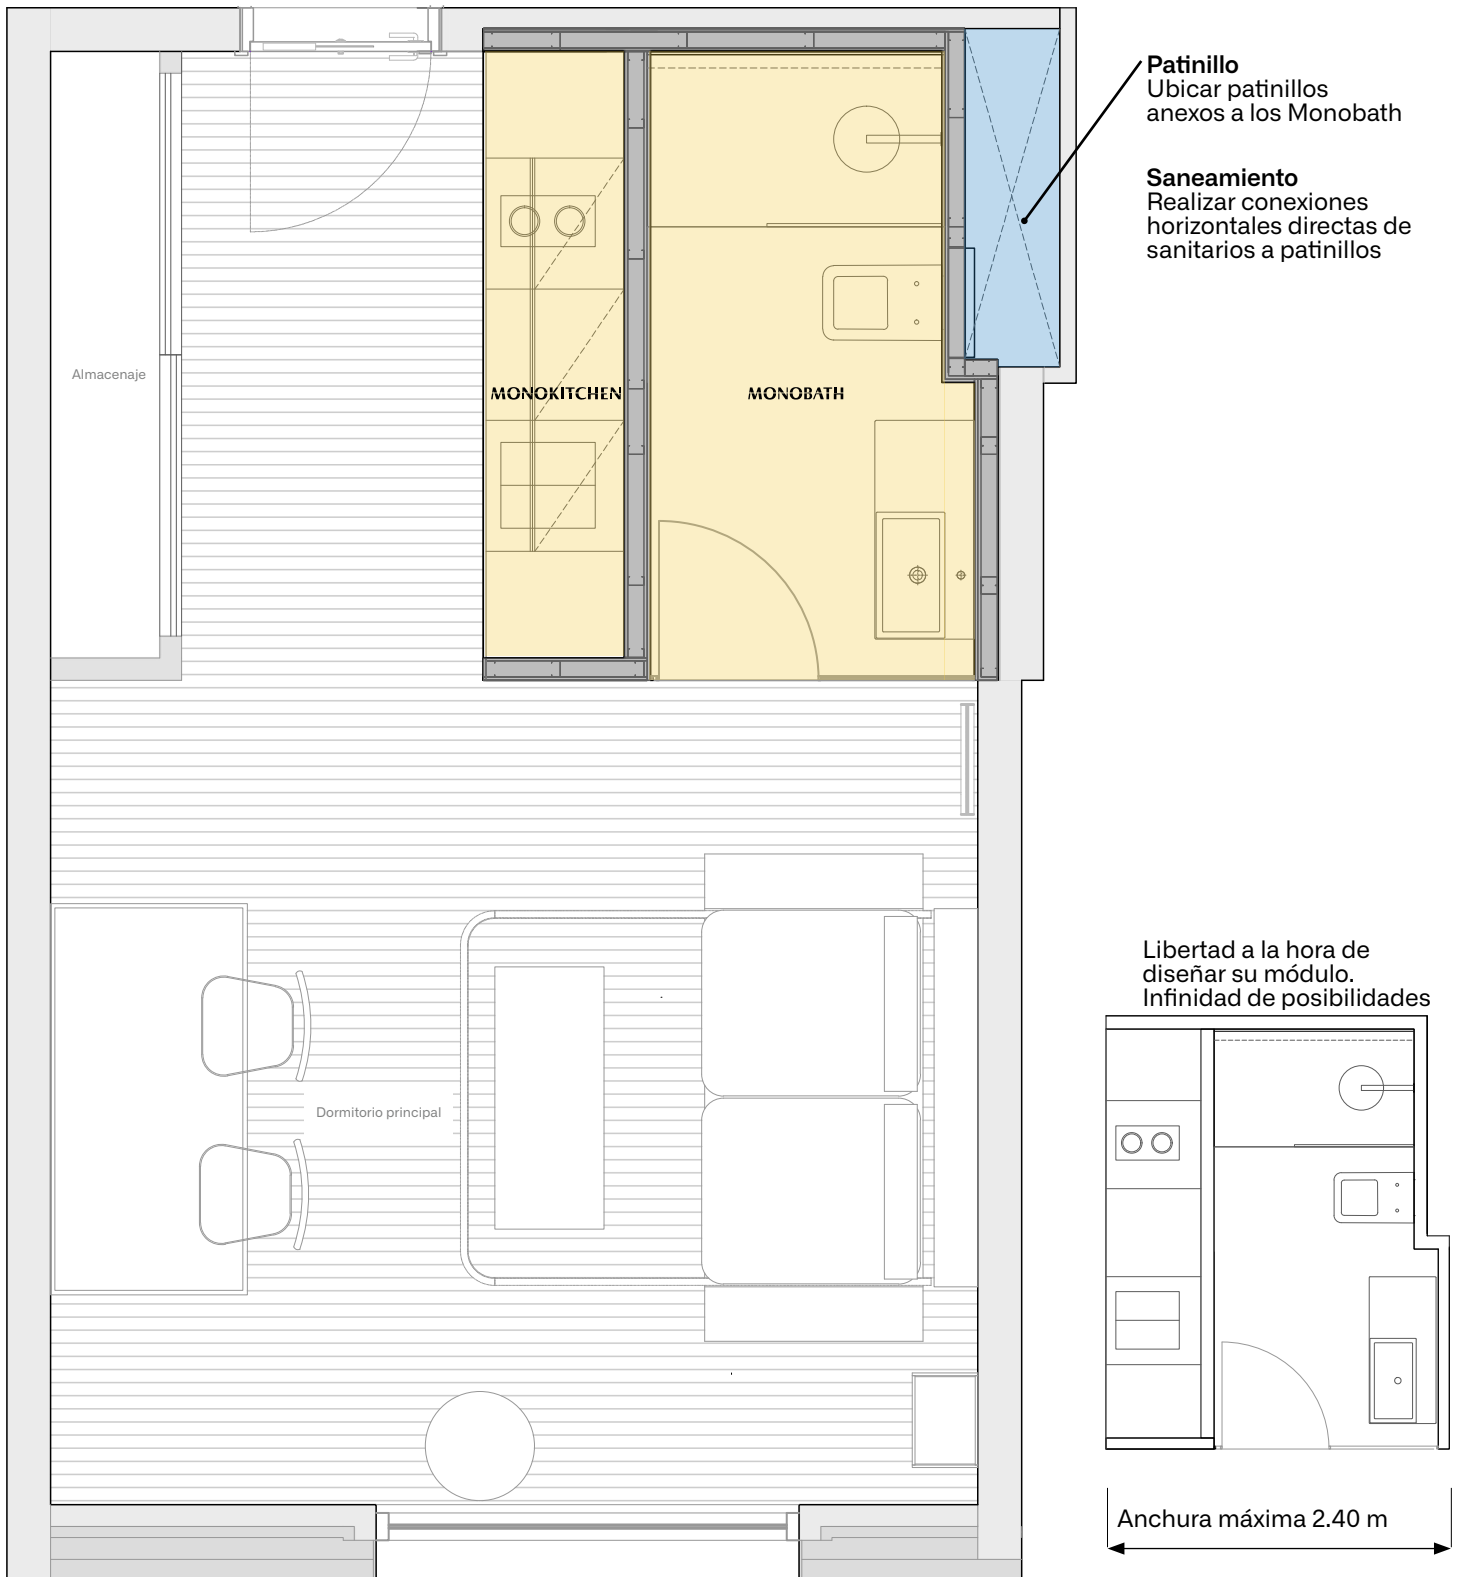 Patinillo
Ubicar patinillos
anexos a los Monobath
Saneamiento
Realizar conexiones
horizontales directas de
sanitarios a patinillos
Almacenaje
MONOKITCHEN
MONOBATH
Libertad a la hora de
diseñar su módulo.
Infinidad de posibilidades
Dormitorio principal
Anchura máxima 2.40 m